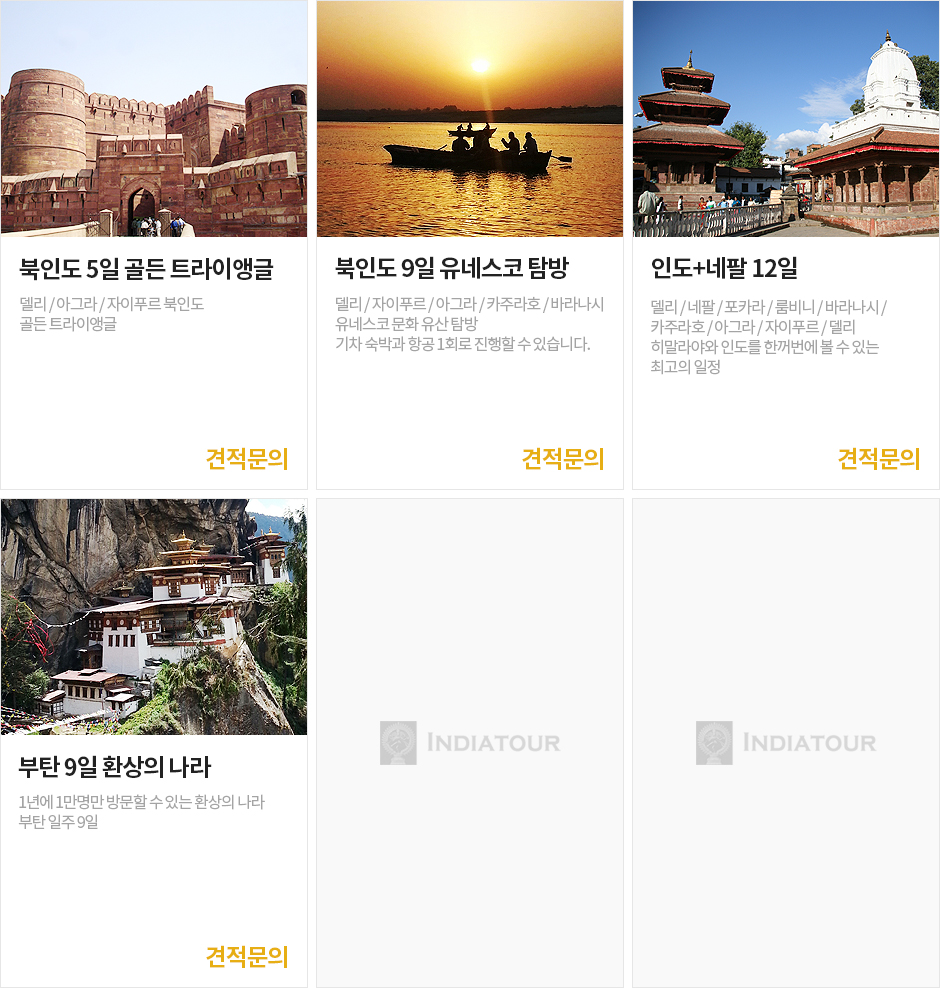 북인도 5일 골든 트라이앵글
델리 / 아그라 / 자이푸르 북인도
골든 트라이앵글
견적문의
북인도 9일 유네스코 탐방
델리 / 자이푸르 / 아그라 / 카주라호 / 바라나시
유네스코 문화 유산 탐방
기차 숙박과 항공 1회로 진행할 수 있습니다.
견적문의
인도+네팔 12일
델리 / 네팔 / 포카라 / 룸비니 / 바라나시 /
카주라호 / 아그라 / 자이푸르 / 델리
히말라야와 인도를 한꺼번에 볼 수 있는
최고의 일정
견적문의
부탄 9일 환상의 나라
1년에 1만명만 방문할 수 있는 환상의 나라
부탄 일주 9일
견적문의
INDIATOUR
INDIATOUR